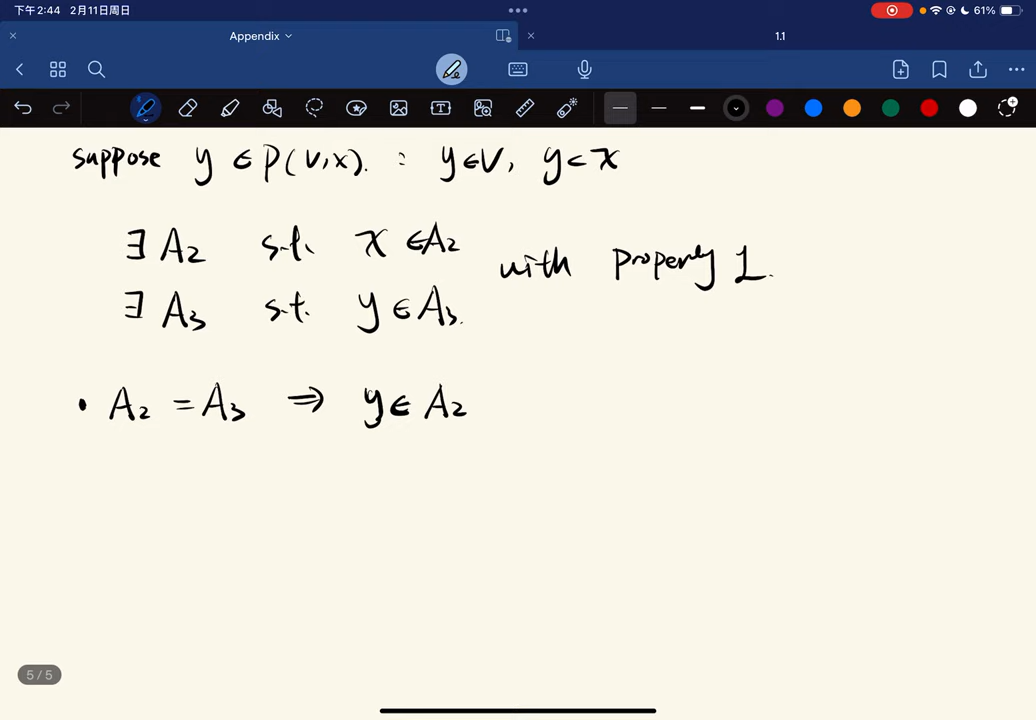 下午2:44 2月11日周日
61%
Appendix
1.1
suppose y ∈ P(V,x). : y∈V, y<x
∃ A₂ s.t. x ∈A₂
with property 1.
∃ A₃ s.t. y ∈ A₃.
• A₂ = A₃ ⇒ y ∈ A₂
5 / 5